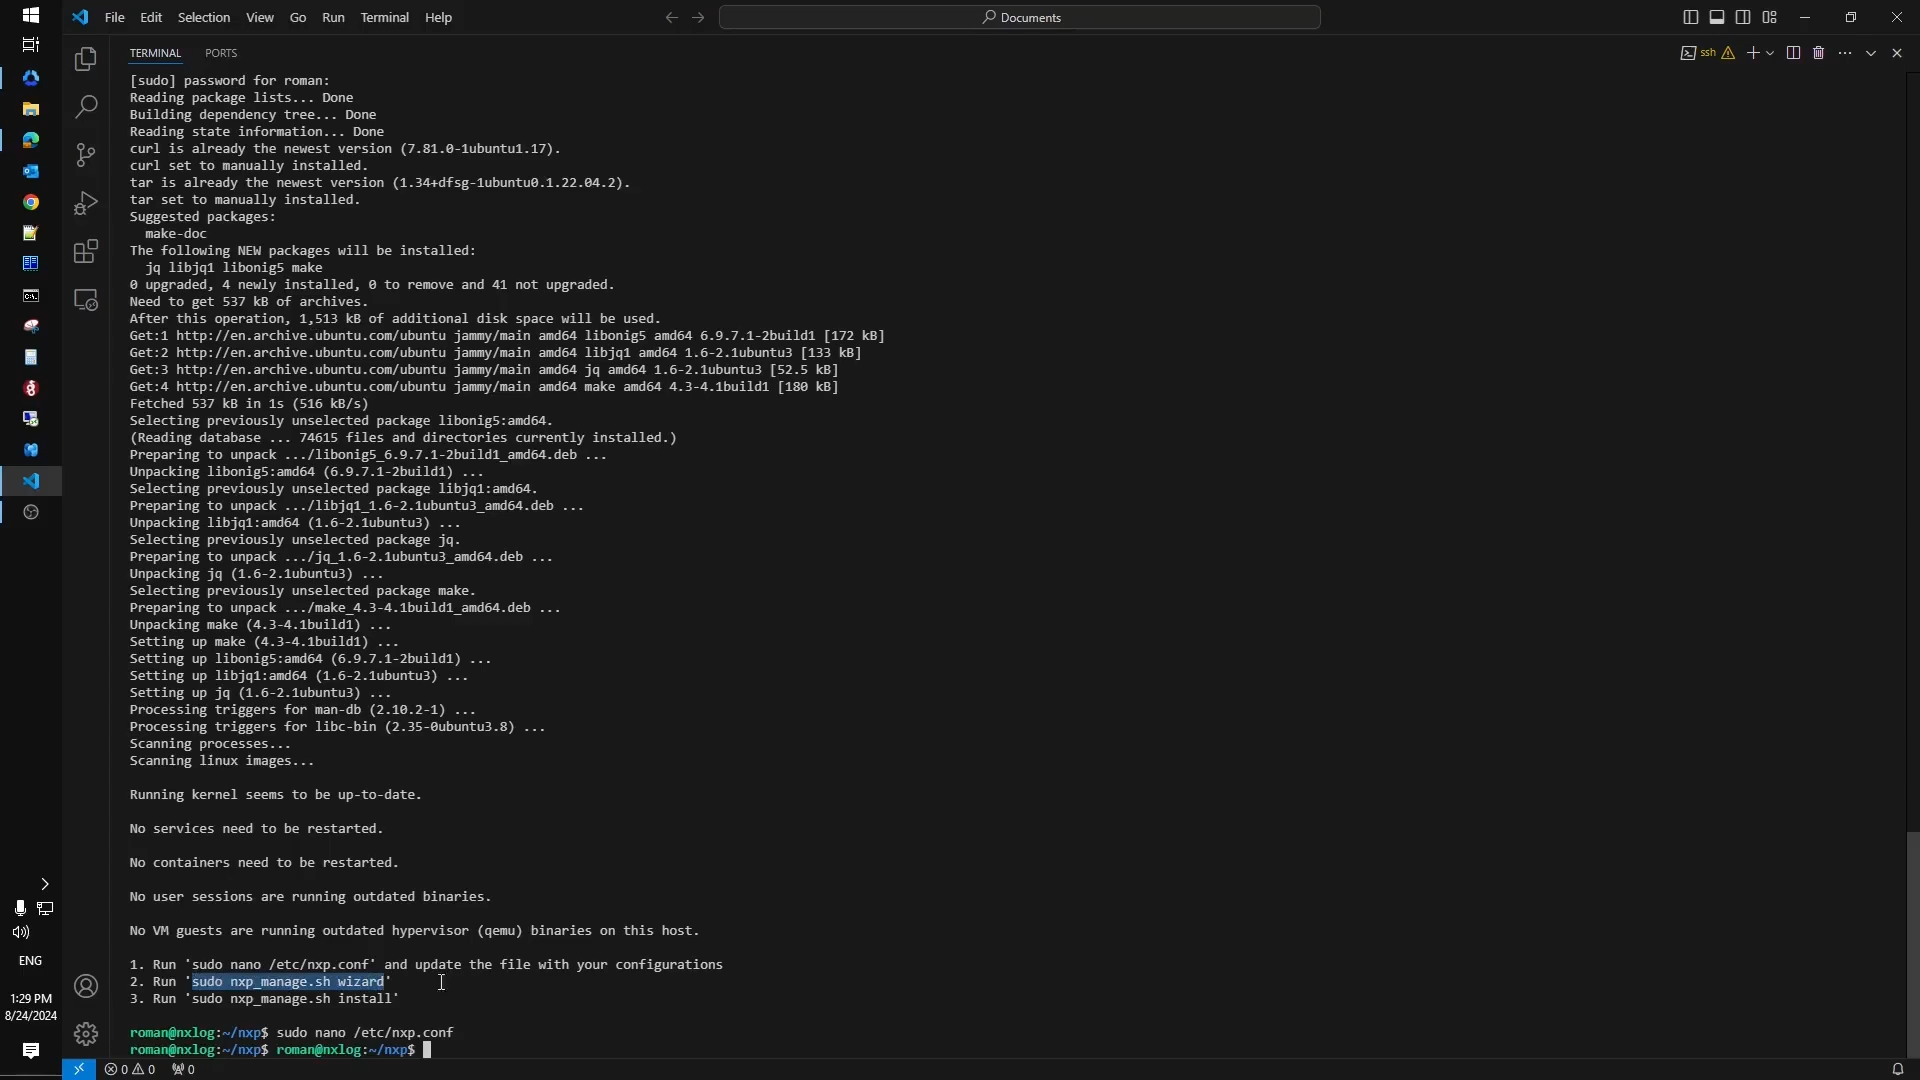 File Edit Selection View Go Run Terminal Help
Documents
TERMINAL PORTS
ssh
[sudo] password for roman:
Reading package lists... Done
Building dependency tree... Done
Reading state information... Done
curl is already the newest version (7.81.0-1ubuntu1.17).
curl set to manually installed.
tar is already the newest version (1.34+dfsg-1ubuntu0.1.22.04.2).
tar set to manually installed.
Suggested packages:
make-doc
The following NEW packages will be installed:
jq libjq1 libonig5 make
0 upgraded, 4 newly installed, 0 to remove and 41 not upgraded.
Need to get 537 kB of archives.
After this operation, 1,513 kB of additional disk space will be used.
Get:1 http://en.archive.ubuntu.com/ubuntu jammy/main amd64 libonig5 amd64 6.9.7.1-2build1 [172 kB]
Get:2 http://en.archive.ubuntu.com/ubuntu jammy/main amd64 libjq1 amd64 1.6-2.1ubuntu3 [133 kB]
Get:3 http://en.archive.ubuntu.com/ubuntu jammy/main amd64 jq amd64 1.6-2.1ubuntu3 [52.5 kB]
Get:4 http://en.archive.ubuntu.com/ubuntu jammy/main amd64 make amd64 4.3-4.1build1 [180 kB]
Fetched 537 kB in 1s (516 kB/s)
Selecting previously unselected package libonig5:amd64.
(Reading database ... 74615 files and directories currently installed.)
Preparing to unpack .../libonig5_6.9.7.1-2build1_amd64.deb ...
Unpacking libonig5:amd64 (6.9.7.1-2build1) ...
Selecting previously unselected package libjq1:amd64.
Preparing to unpack .../libjq1_1.6-2.1ubuntu3_amd64.deb ...
Unpacking libjq1:amd64 (1.6-2.1ubuntu3) ...
Selecting previously unselected package jq.
Preparing to unpack .../jq_1.6-2.1ubuntu3_amd64.deb ...
Unpacking jq (1.6-2.1ubuntu3) ...
Selecting previously unselected package make.
Preparing to unpack .../make_4.3-4.1build1_amd64.deb ...
Unpacking make (4.3-4.1build1) ...
Setting up make (4.3-4.1build1) ...
Setting up libonig5:amd64 (6.9.7.1-2build1) ...
Setting up libjq1:amd64 (1.6-2.1ubuntu3) ...
Setting up jq (1.6-2.1ubuntu3) ...
Processing triggers for man-db (2.10.2-1) ...
Processing triggers for libc-bin (2.35-0ubuntu3.8) ...
Scanning processes...
Scanning linux images...
Running kernel seems to be up-to-date.
No services need to be restarted.
No containers need to be restarted.
No user sessions are running outdated binaries.
No VM guests are running outdated hypervisor (qemu) binaries on this host.
1. Run 'sudo nano /etc/nxp.conf' and update the file with your configurations
2. Run 'sudo nxp_manage.sh wizard'
3. Run 'sudo nxp_manage.sh install'
roman@nxlog:~/nxp$ sudo nano /etc/nxp.conf
roman@nxlog:~/nxp$ roman@nxlog:~/nxp$
ENG
1:29 PM
8/24/2024
0 0 0